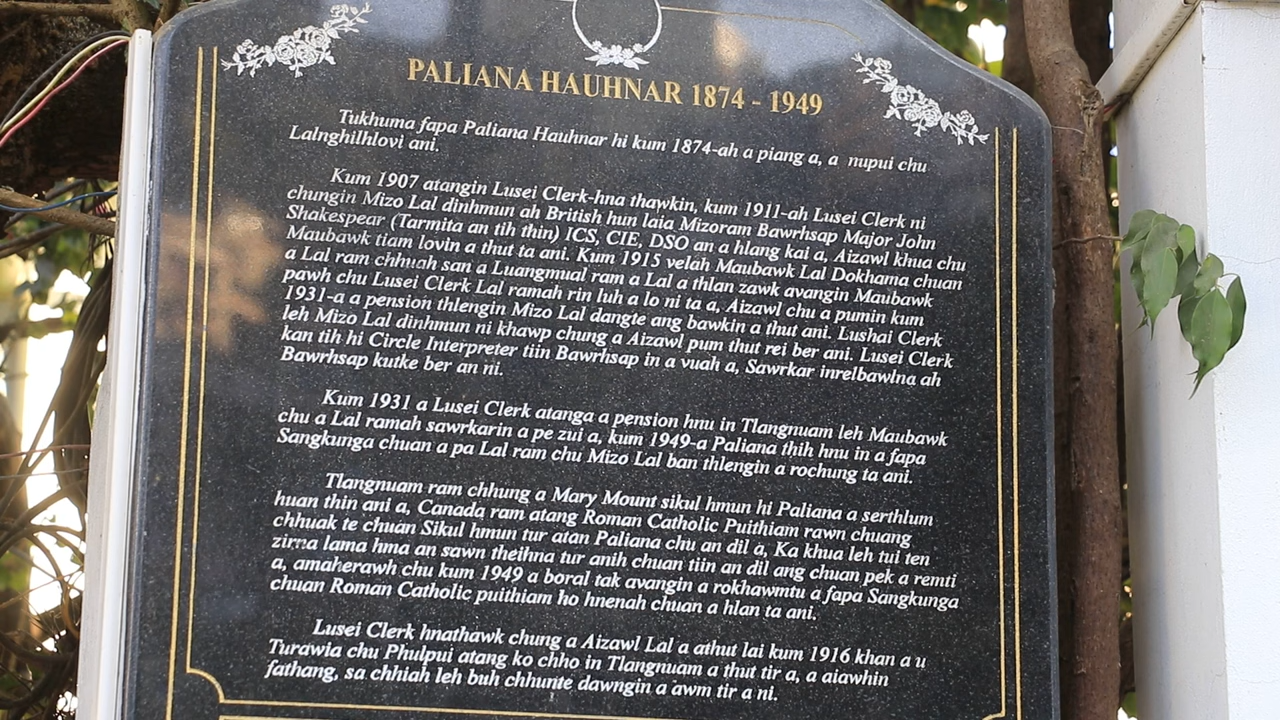 PALIANA HAUHNAR 1874 - 1949
Tukhuma fapa Paliana Hauhnar hi kum 1874-ah a piang a, a nupui chu
Lalnghilhlovi ani.
Kum 1907 atangin Lusei Clerk-hna thawkin, kum 1911-ah Lusei Clerk ni
chungin Mizo Lal dinhmun ah British hun laia Mizoram Bawrhsap Major John
Shakespear (Tarmita an tih thin) ICS, CIE, DSO an a hlang kai a, Aizawl khua chu
Maubawk tiam lovin a thut ta ani. Kum 1915 velah Maubawk Lal Dokhama chuan
a Lal ram chhuah san a Luangmual ram a Lal a thlan zawk avangin Maubawk
pawh chu Lusei Clerk Lal ramah rin luh a lo ni ta a, Aizawl chu a pumin kum
1931-a a pension thlengin Mizo Lal dangte ang bawkin a thut ani. Lushai Clerk
leh Mizo Lal dinhmun ni khawp chung a Aizawl pum thut rei ber ani. Lusei Clerk
kan tih hi Circle Interpreter tiin Bawrhsap in a vuah a, Sawrkar inrelbawlna ah
Bawrhsap kutke ber an ni.
Kum 1931 a Lusei Clerk atanga a pension hnu in Tlangnuam leh Maubawk
chu a Lal ramah sawrkarin a pe zui a, kum 1949-a Paliana thih hnu in a fapa
Sangkunga chuan a pa Lal ram chu Mizo Lal ban thlengin a rochung ta ani.
Tlangnuam ram chhung a Mary Mount sikul hmun hi Paliana a serthlum
huan thin ani a, Canada ram atang Roman Catholic Puithiam rawn chuang
chhuak te chuan Sikul hmun tur atan Paliana chu an dil a, Ka khua leh tui ten
zirna lama hma an sawn theihna tur anih chuan tiin an dil ang chuan pek a remti
a, amaherawh chu kum 1949 a boral tak avangin a rokhawmtu a fapa Sangkunga
chuan Roman Catholic puithiam ho hnenah chuan a hlan ta ani.
Lusei Clerk hnathawk chung a Aizawl Lal a athut lai kum 1916 khan a u
Turawia chu Phulpui atang ko chho in Tlangnuam a thut tir a, a aiawhin
fathang, sa chhiah leh buh chhunte dawngin a awm tir a ni.